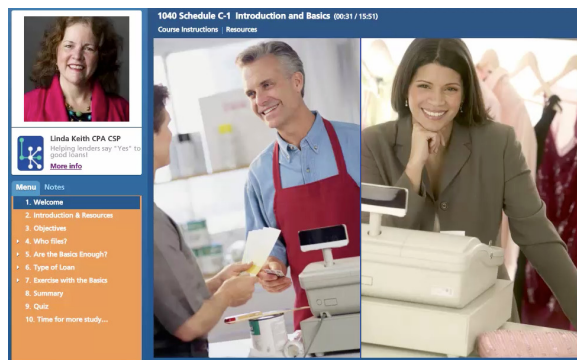 1040 Schedule C-1 Introduction and Basics (00:31 / 15:51)
Course Instructions | Resources
Linda Keith CPA CSP
Helping lenders say "Yes" to
good loans!
More info
Menu Notes
1. Welcome
2. Introduction & Resources
3. Objectives
4. Who files?
5. Are the Basics Enough?
6. Type of Loan
7. Exercise with the Basics
8. Summary
9. Quiz
10. Time for more study...